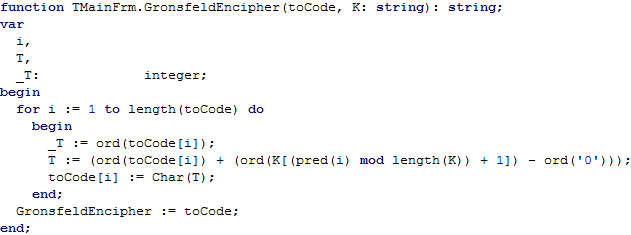 function TMainFrm.GronsfeldEncipher(toCode, K: string): string;
var
  i,
  T,
  _T:           integer;
begin
  for i := 1 to length(toCode) do
    begin
      _T := ord(toCode[i]);
      T := (ord(toCode[i]) + (ord(K[(pred(i) mod length(K)) + 1]) - ord('0')));
      toCode[i] := Char(T);
    end;
  GronsfeldEncipher := toCode;
end;